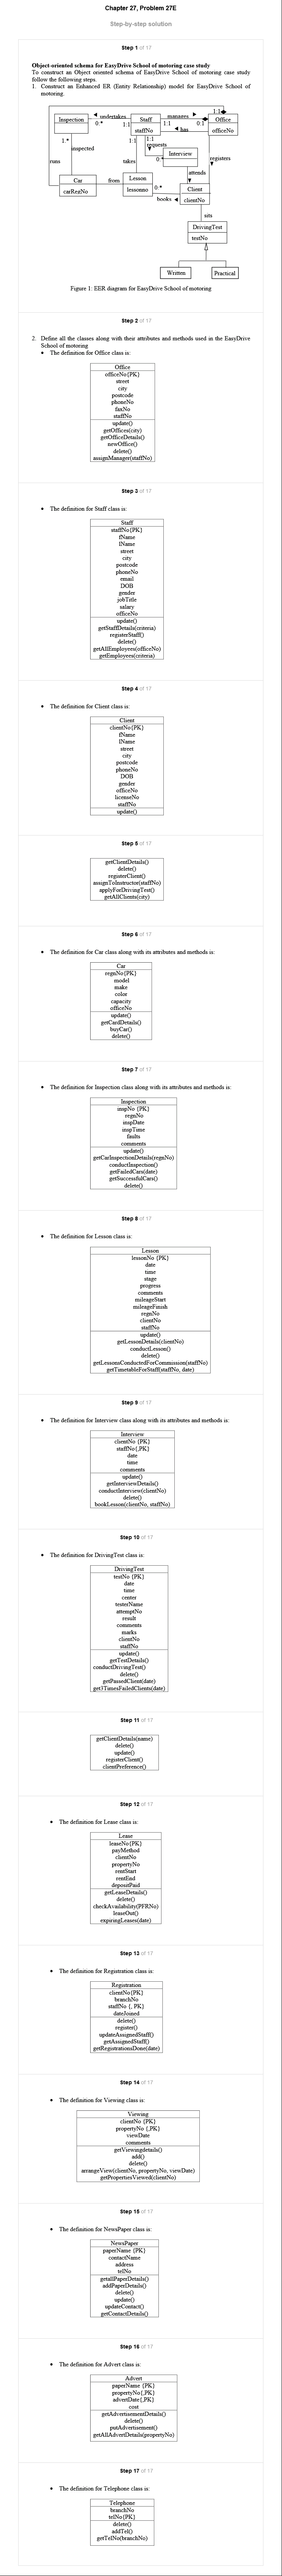 Chapter 27, Problem 27E
Step-by-step solution
Step 1 of 17
Object-oriented schema for EasyDrive School of motoring case study
To construct an Object oriented schema of EasyDrive School of motoring case study
follow the following steps.
1. Construct an Enhanced ER (Entity Relationship) model for EasyDrive School of
motoring.
Inspection
undertakes
0:*
1:1
Staff
staffNo
manages
1:1
0:1
has
1:1
Office
officeNo
1:*
inspected
runs
1:1
1:1
requests
0:*
Interview
registers
takes
attends
Car
carRegNo
from
Lesson
lessonno
0:*
books
Client
clientNo
sits
DrivingTest
testNo
Written
Practical
Figure 1: EER diagram for EasyDrive School of motoring
Step 2 of 17
2. Define all the classes along with their attributes and methods used in the EasyDrive
School of motoring
• The definition for Office class is:
Office
officeNo{PK}
street
city
postcode
phoneNo
faxNo
staffNo
update()
getOffices(city)
getOfficeDetails()
newOffice()
delete()
assignManager(staffNo)
Step 3 of 17
• The definition for Staff class is:
Staff
staffNo{PK}
fName
lName
street
city
postcode
phoneNo
email
DOB
gender
jobTitle
salary
officeNo
update()
getStaffDetails(criteria)
registerStaff()
delete()
getAllEmployees(officeNo)
getEmployees(criteria)
Step 4 of 17
• The definition for Client class is:
Client
clientNo{PK}
fName
lName
street
city
postcode
phoneNo
DOB
gender
officeNo
licenseNo
staffNo
update()
Step 5 of 17
getClientDetails()
delete()
registerClient()
assignToInstructor(staffNo)
applyForDrivingTest()
getAllClients(city)
Step 6 of 17
• The definition for Car class along with its attributes and methods is:
Car
regnNo{PK}
model
make
color
capacity
officeNo
update()
getCardDetails()
buyCar()
delete()
Step 7 of 17
• The definition for Inspection class along with its attributes and methods is:
Inspection
inspNo {PK}
regnNo
inspDate
inspTime
faults
comments
update()
getCarInspectionDetails(regnNo)
conductInspection()
getFailedCars(date)
getSuccessfulCars()
delete()
Step 8 of 17
• The definition for Lesson class is:
Lesson
lessonNo {PK}
date
time
stage
progress
comments
mileageStart
mileageFinish
regnNo
clientNo
staffNo
update()
getLessonDetails(clientNo)
conductLesson()
delete()
getLessonsConductedForCommission(staffNo)
getTimetableForStaff(staffNo, date)
Step 9 of 17
• The definition for Interview class along with its attributes and methods is:
Interview
clientNo {PK}
staffNo{,PK}
date
time
comments
update()
getInterviewDetails()
conductInterview(clientNo)
delete()
bookLesson(clientNo, staffNo)
Step 10 of 17
• The definition for DrivingTest class is:
DrivingTest
testNo {PK}
date
time
center
testerName
attemptNo
result
comments
marks
clientNo
staffNo
update()
getTestDetails()
conductDrivingTest()
delete()
getPassedClient(date)
get3TimesFailedClients(date)
Step 11 of 17
getClientDetails(name)
delete()
update()
registerClient()
clientPreference()
Step 12 of 17
• The definition for Lease class is:
Lease
leaseNo{PK}
payMethod
clientNo
propertyNo
rentStart
rentEnd
depositPaid
getLeaseDetails()
delete()
checkAvailability(PFRNo)
leaseOut()
expiringLeases(date)
Step 13 of 17
• The definition for Registration class is:
Registration
clientNo{PK}
branchNo
staffNo {, PK}
dateJoined
delete()
register()
updateAssignedStaff()
getAssignedStaff()
getRegistrationsDone(date)
Step 14 of 17
• The definition for Viewing class is:
Viewing
clientNo {PK}
propertyNo {,PK}
viewDate
comments
getViewingdetails()
add()
delete()
arrangeView(clientNo, propertyNo, viewDate)
getPropertiesViewed(clientNo)
Step 15 of 17
• The definition for NewsPaper class is:
NewsPaper
paperName {PK}
contactName
address
telNo
getallPaperDetails()
addPaperDetails()
delete()
update()
updateContact()
getContactDetails()
Step 16 of 17
• The definition for Advert class is:
Advert
paperName {PK}
propertyNo{,PK}
advertDate{,PK}
cost
getAdvertisementDetails()
delete()
putAdvertisement()
getAllAdvertDetails(propertyNo)
Step 17 of 17
• The definition for Telephone class is:
Telephone
branchNo
telNo{PK}
delete()
addTel()
getTelNo(branchNo)